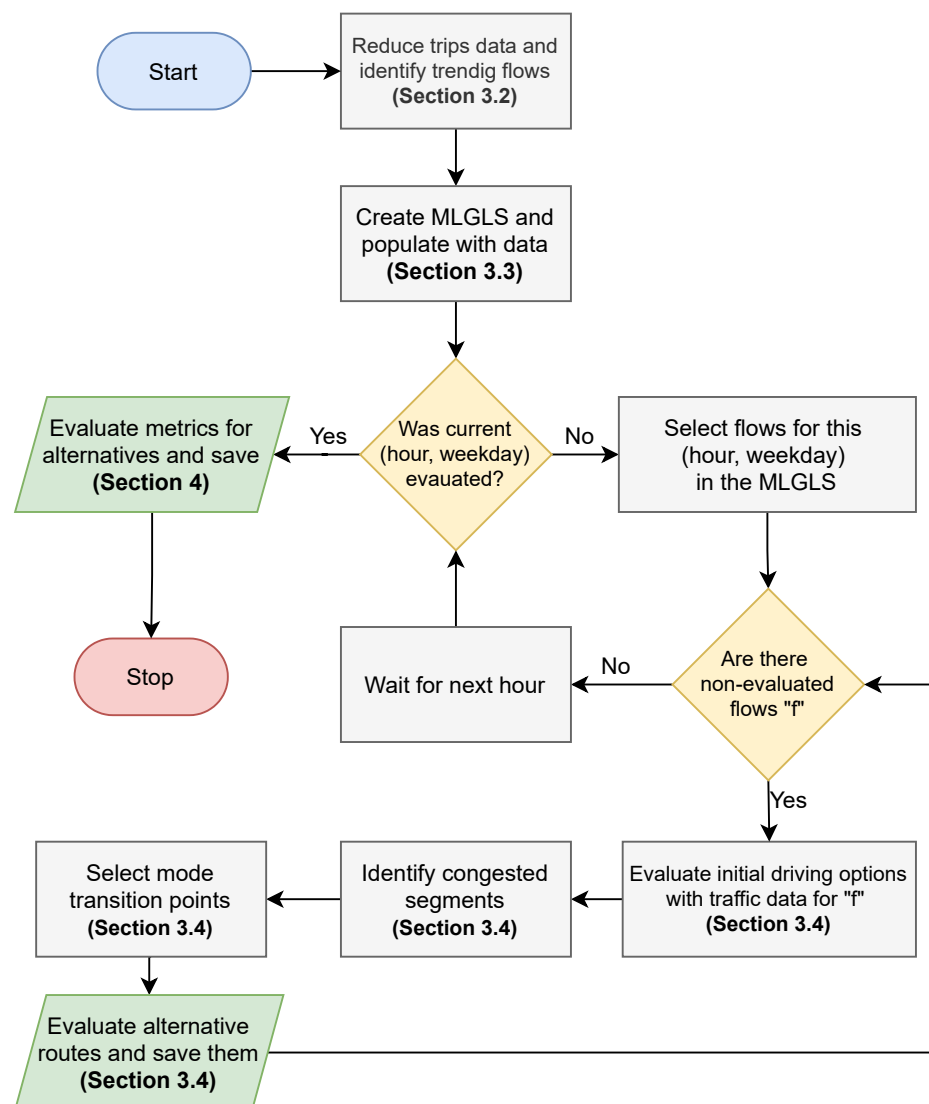 Start
Reduce trips data and
identify trendig flows
(Section 3.2)
Create MLGLS and
populate with data
(Section 3.3)
Was current
(hour, weekday)
evauated?
Yes
No
Evaluate metrics for
alternatives and save
(Section 4)
Stop
Select flows for this
(hour, weekday)
in the MLGLS
Are there
non-evaluated
flows "f"
No
Wait for next hour
Yes
Evaluate initial driving options
with traffic data for "f"
(Section 3.4)
Identify congested
segments
(Section 3.4)
Select mode
transition points
(Section 3.4)
Evaluate alternative
routes and save them
(Section 3.4)